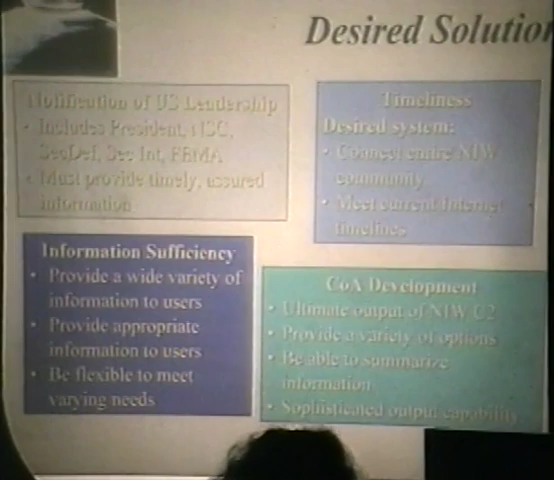 Desired Solution
Notification of US Leadership
• Includes President, NSC,
SecDef, Sec Int, FEMA
• Must provide timely, assured
information
Timeliness
Desired system:
• Connect entire NIW
community
• Meet current Internet
timelines
Information Sufficiency
• Provide a wide variety of
information to users
• Provide appropriate
information to users
• Be flexible to meet
varying needs
CoA Development
• Ultimate output of NIW C2
• Provide a variety of options
• Be able to summarize
information
• Sophisticated output capability